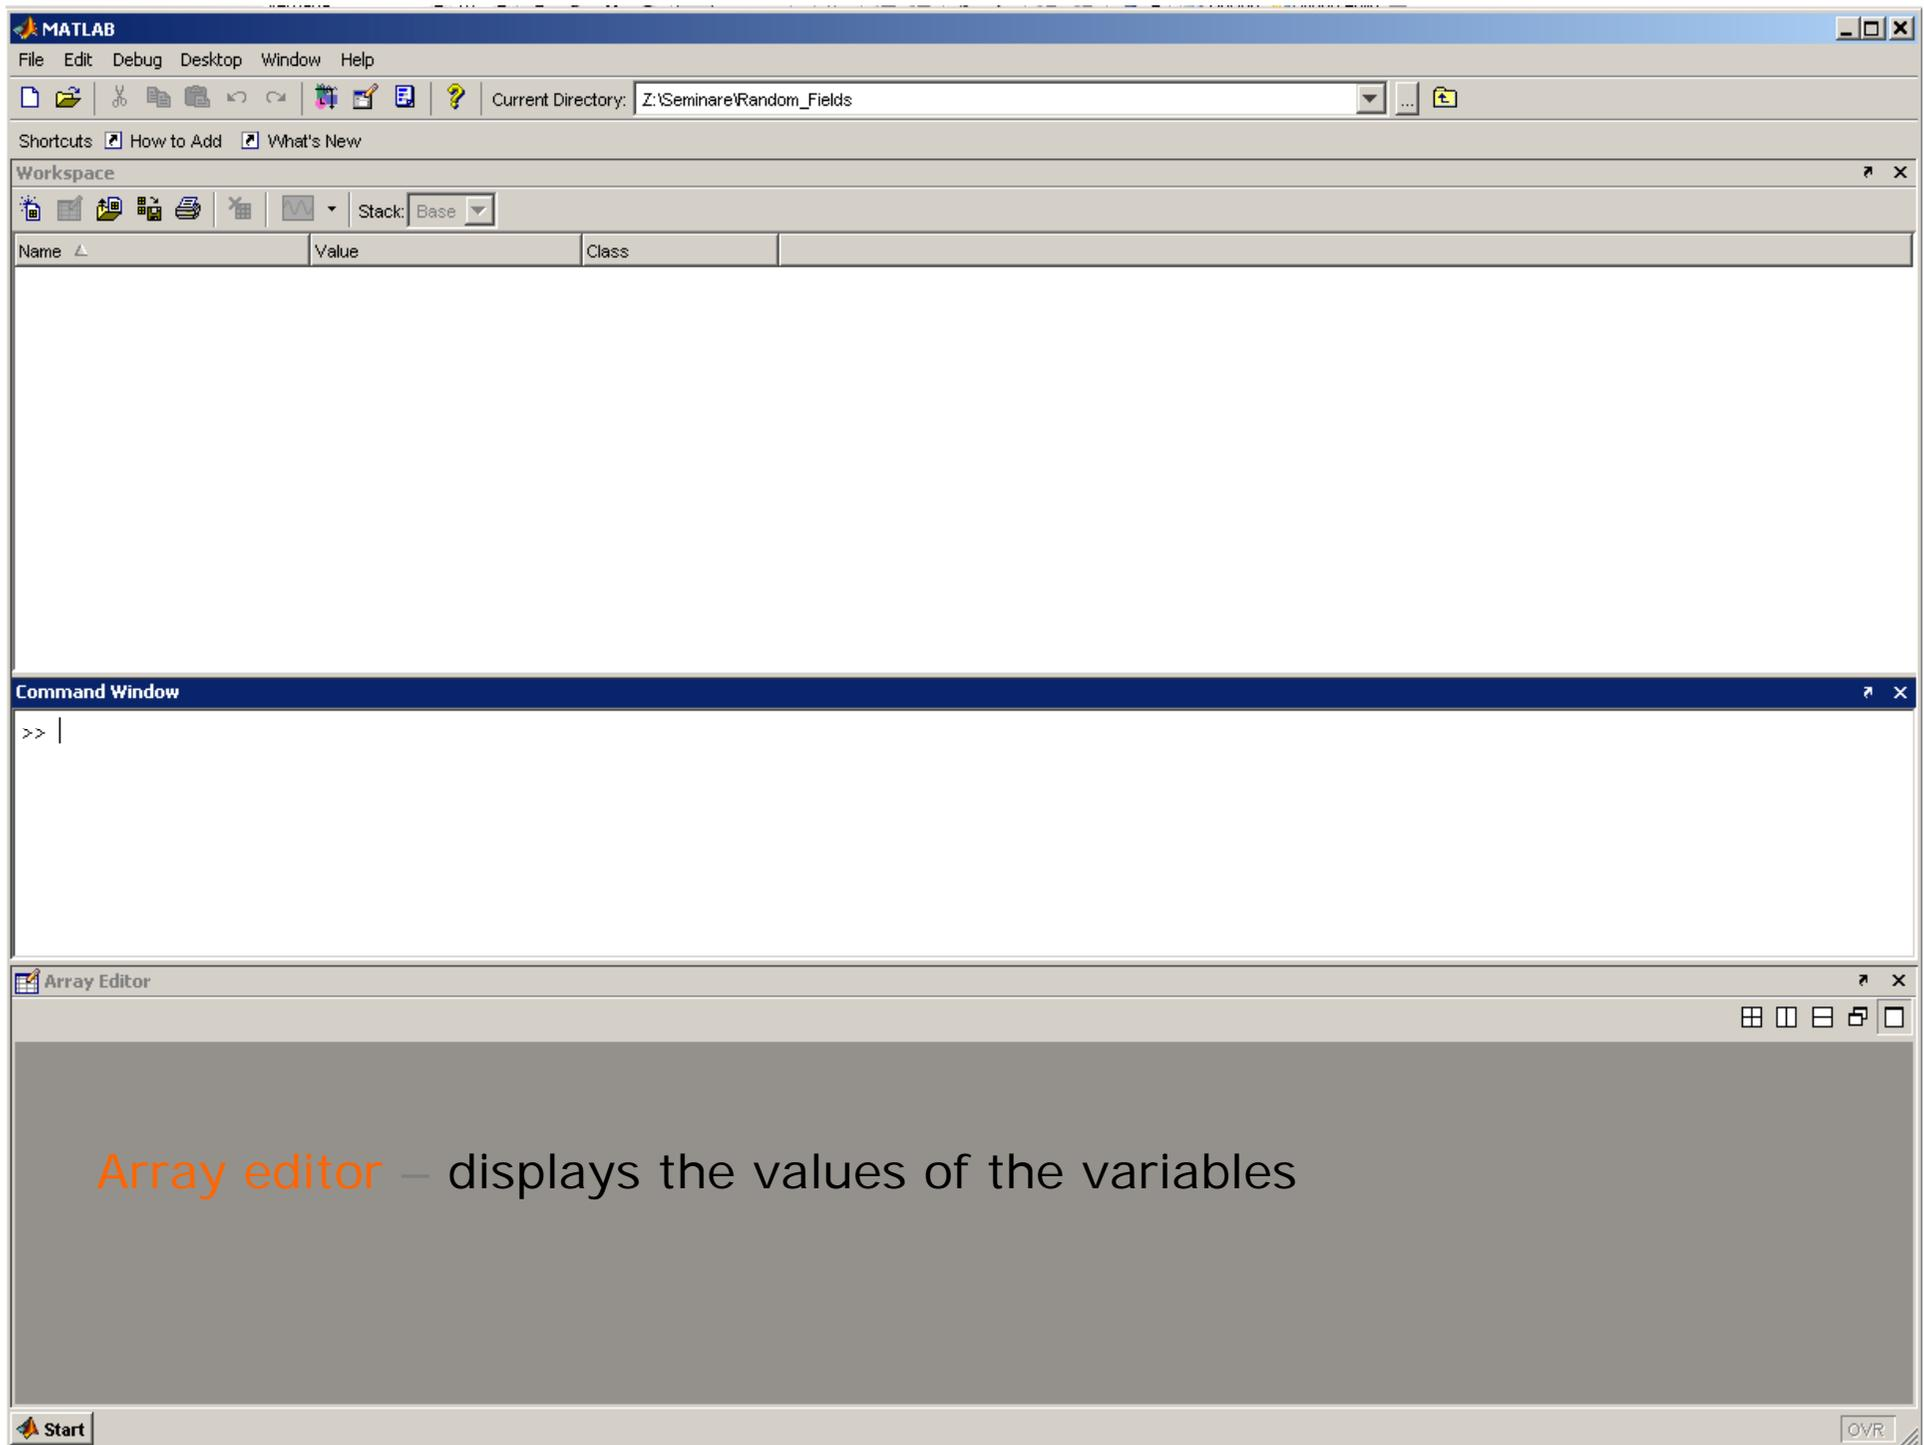 MATLAB
File Edit Debug Desktop Window Help
Current Directory: Z:\Seminare\Random_Fields ...
Shortcuts How to Add What's New
Workspace
Stack: Base
Name Value Class
Command Window
>>
Array Editor
Array editor – displays the values of the variables
Start OVR